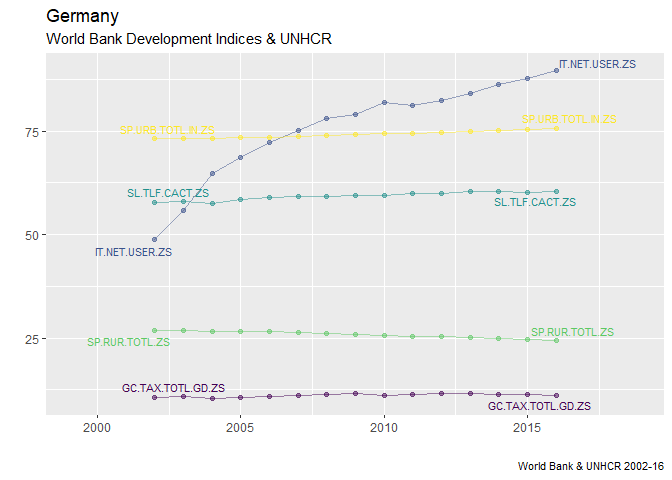 Germany
World Bank Development Indices & UNHCR
IT.NET.USER.ZS
SP.URB.TOTL.IN.ZS
SP.URB.TOTL.IN.ZS
75
SL.TLF.CACT.ZS
SL.TLF.CACT.ZS
50
IT.NET.USER.ZS
SP.RUR.TOTL.ZS
25
SP.RUR.TOTL.ZS
GC.TAX.TOTL.GD.ZS
GC.TAX.TOTL.GD.ZS
2000
2005
2010
2015
World Bank & UNHCR 2002-16